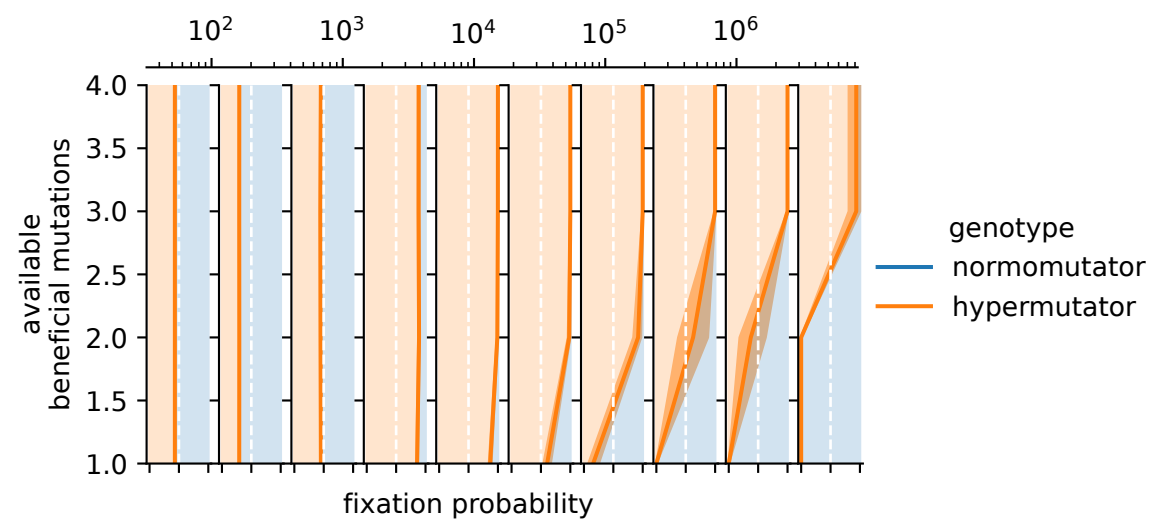 10² 10³ 10⁴ 10⁵ 10⁶
4.0
3.5
3.0
2.5
2.0
1.5
1.0
available
beneficial mutations
fixation probability
genotype
normomutator
hypermutator